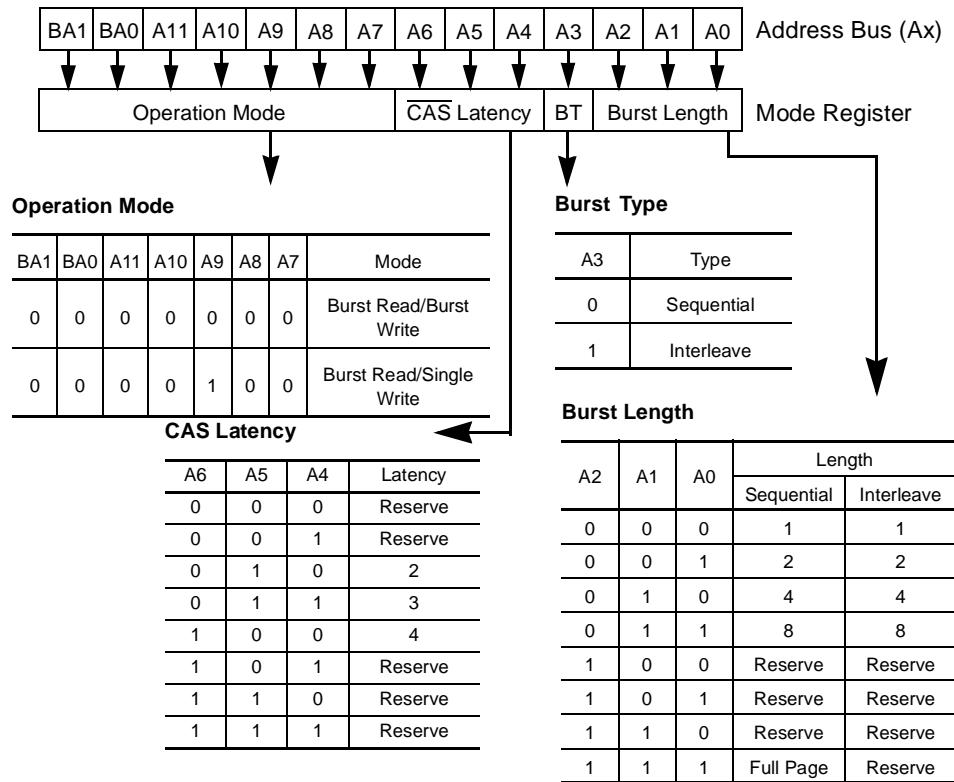 BA1 BA0 A11 A10 A9 A8 A7 A6 A5 A4 A3 A2 A1 A0 Address Bus (Ax)
Operation Mode CAS Latency BT Burst Length Mode Register
Operation Mode
BA1 BA0 A11 A10 A9 A8 A7 Mode
0 0 0 0 0 0 0 Burst Read/Burst
Write
0 0 0 0 1 0 0 Burst Read/Single
Write
Burst Type
A3 Type
0 Sequential
1 Interleave
CAS Latency
A6 A5 A4 Latency
0 0 0 Reserve
0 0 1 Reserve
0 1 0 2
0 1 1 3
1 0 0 4
1 0 1 Reserve
1 1 0 Reserve
1 1 1 Reserve
Burst Length
A2 A1 A0 Length
Sequential Interleave
0 0 0 1 1
0 0 1 2 2
0 1 0 4 4
0 1 1 8 8
1 0 0 Reserve Reserve
1 0 1 Reserve Reserve
1 1 0 Reserve Reserve
1 1 1 Full Page Reserve